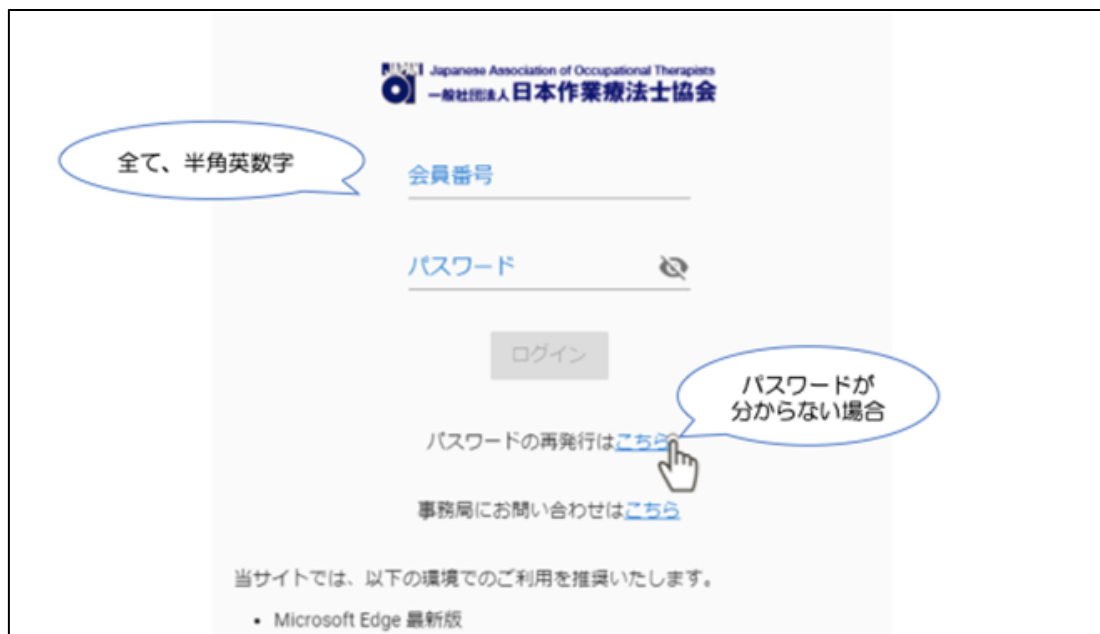 JAPAN Japanese Association of Occupational Therapists
一般社団法人日本作業療法士協会
全て、半角英数字
会員番号
パスワード
ログイン
パスワードが
分からない場合
パスワードの再発行はこちら
事務局にお問い合わせはこちら
当サイトでは、以下の環境でのご利用を推奨いたします。
• Microsoft Edge 最新版